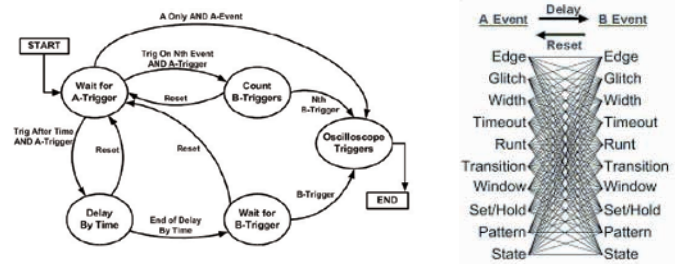 A Only AND A-Event
START
Trig On Nth Event
AND A-Trigger
Wait for
A-Trigger
Count
B-Triggers
Reset
Nth
B-Trigger
Oscilloscope
Triggers
Trig After Time
AND A-Trigger
Reset
Reset
Delay
By Time
End of Delay
By Time
Wait for
B-Trigger
B-Trigger
END
Delay
A Event B Event
Reset
Edge Edge
Glitch Glitch
Width Width
Timeout Timeout
Runt Runt
Transition Transition
Window Window
Set/Hold Set/Hold
Pattern Pattern
State State